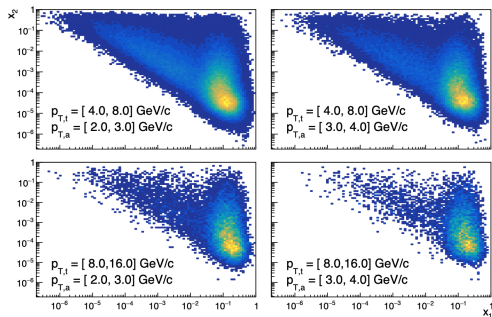 x₂
1
10⁻¹
10⁻²
10⁻³
10⁻⁴
10⁻⁵
10⁻⁶
p_T,t = [ 4.0, 8.0] GeV/c
p_T,a = [ 2.0, 3.0] GeV/c
p_T,t = [ 4.0, 8.0] GeV/c
p_T,a = [ 3.0, 4.0] GeV/c
1
10⁻¹
10⁻²
10⁻³
10⁻⁴
10⁻⁵
10⁻⁶
p_T,t = [ 8.0,16.0] GeV/c
p_T,a = [ 2.0, 3.0] GeV/c
p_T,t = [ 8.0,16.0] GeV/c
p_T,a = [ 3.0, 4.0] GeV/c
10⁻⁶ 10⁻⁵ 10⁻⁴ 10⁻³ 10⁻² 10⁻¹ 1
10⁻⁶ 10⁻⁵ 10⁻⁴ 10⁻³ 10⁻² 10⁻¹ 1
x₁